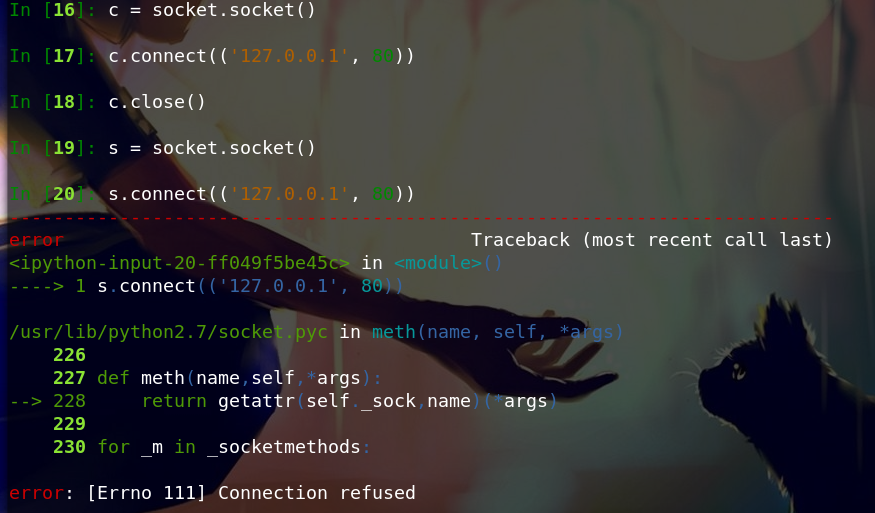 In [16]: c = socket.socket()
In [17]: c.connect(('127.0.0.1', 80))
In [18]: c.close()
In [19]: s = socket.socket()
In [20]: s.connect(('127.0.0.1', 80))
---------------------------------------------------------------------------
error                                     Traceback (most recent call last)
<ipython-input-20-ff049f5be45c> in <module>()
----> 1 s.connect(('127.0.0.1', 80))
/usr/lib/python2.7/socket.pyc in meth(name, self, *args)
    226
    227 def meth(name,self,*args):
--> 228     return getattr(self._sock,name)(*args)
    229
    230 for _m in _socketmethods:
error: [Errno 111] Connection refused